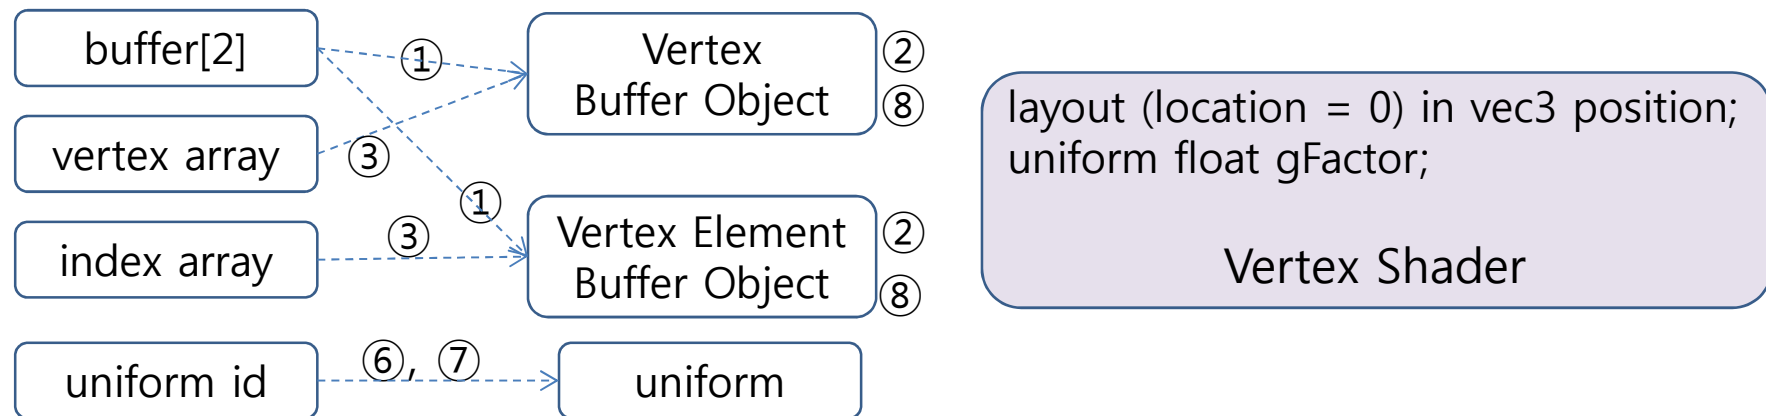 buffer[2]
①
Vertex
Buffer Object
②
⑧
vertex array
③
①
index array
③
Vertex Element
Buffer Object
②
⑧
uniform id
⑥, ⑦
uniform
layout (location = 0) in vec3 position;
uniform float gFactor;
Vertex Shader